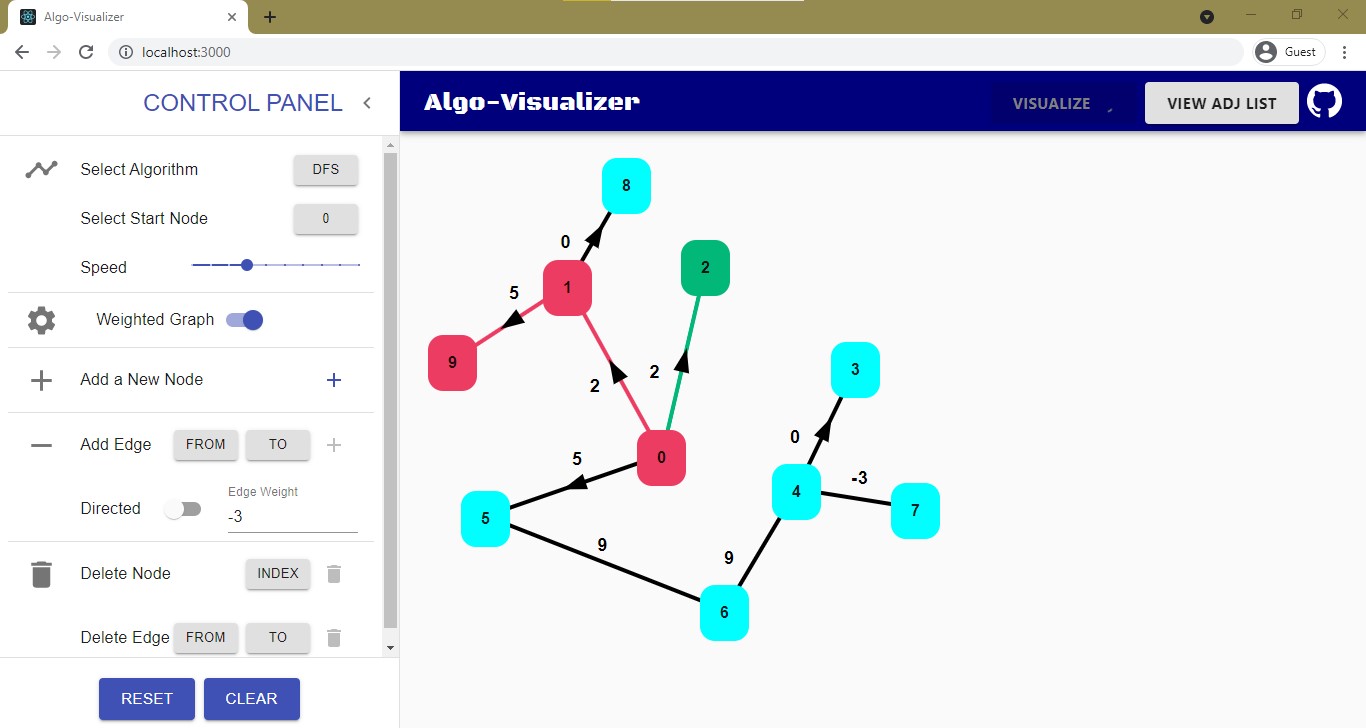 Algo-Visualizer
localhost:3000
Guest
CONTROL PANEL
Algo-Visualizer
VISUALIZE
VIEW ADJ LIST
Select Algorithm
DFS
Select Start Node
0
Speed
Weighted Graph
Add a New Node
Add Edge
FROM
TO
Directed
Edge Weight
-3
Delete Node
INDEX
Delete Edge
FROM
TO
RESET
CLEAR
8
0
2
1
5
9
2
2
3
0
0
5
-3
4
7
5
9
9
6